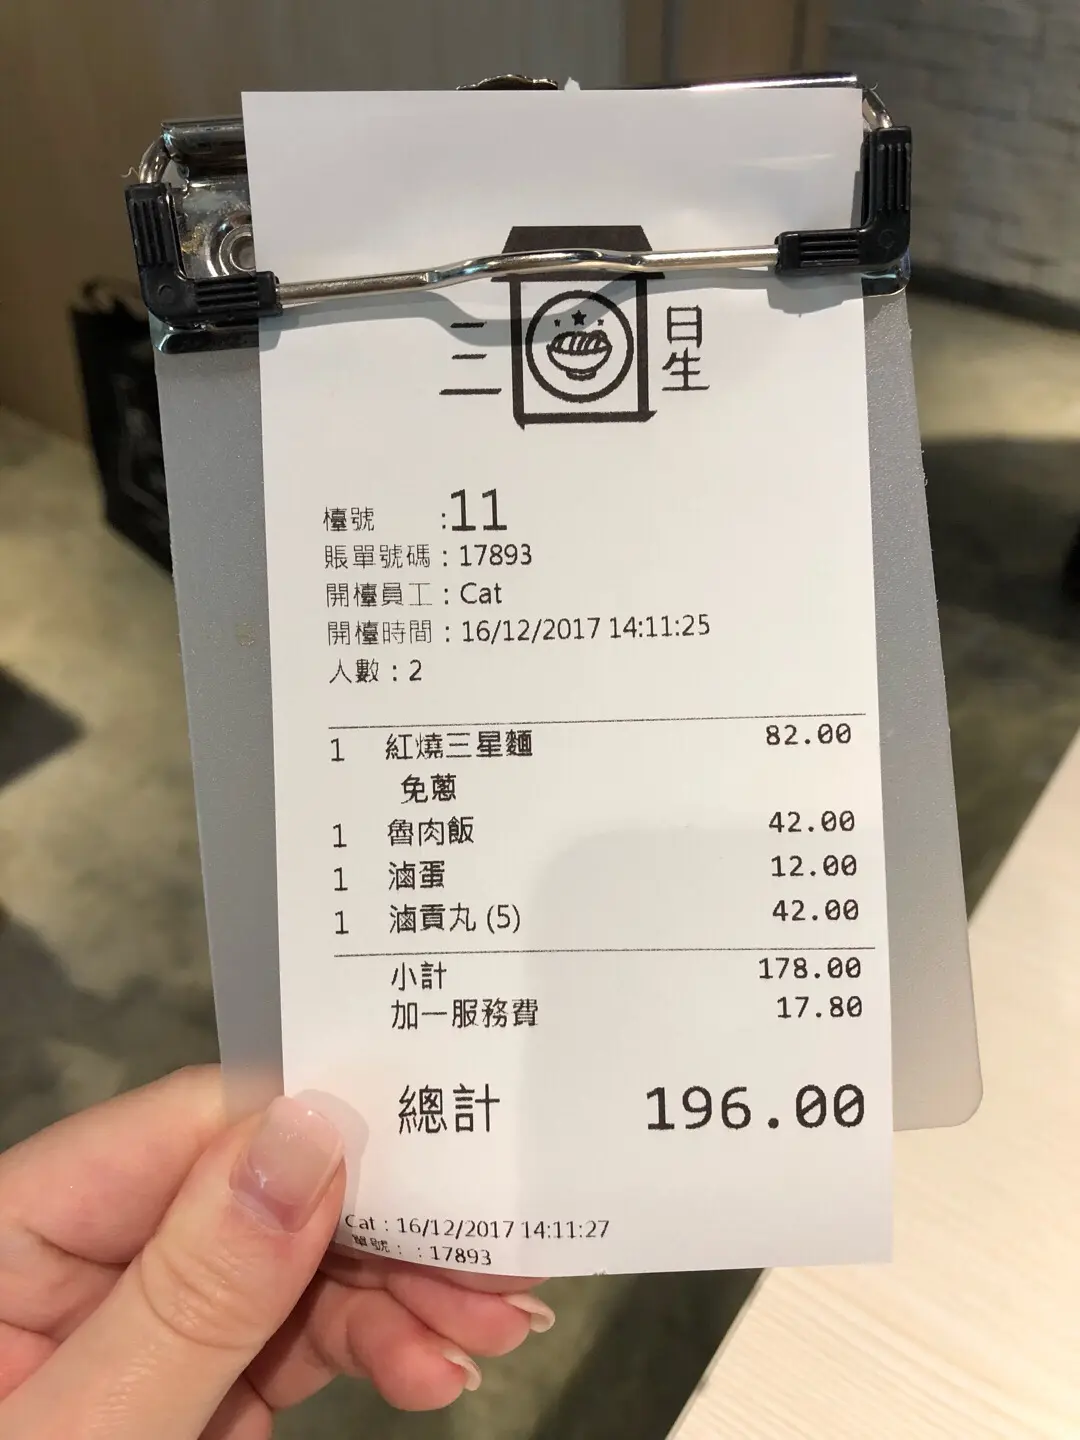 三 日
生
檯號 :11
賬單號碼 : 17893
開檯員工 : Cat
開檯時間 : 16/12/2017 14:11:25
人數 : 2
1 紅燒三星麵 82.00
免蔥
1 魯肉飯 42.00
1 滷蛋 12.00
1 滷貢丸 (5) 42.00
小計 178.00
加一服務費 17.80
總計 196.00
Cat : 16/12/2017 14:11:27
單號 : : 17893